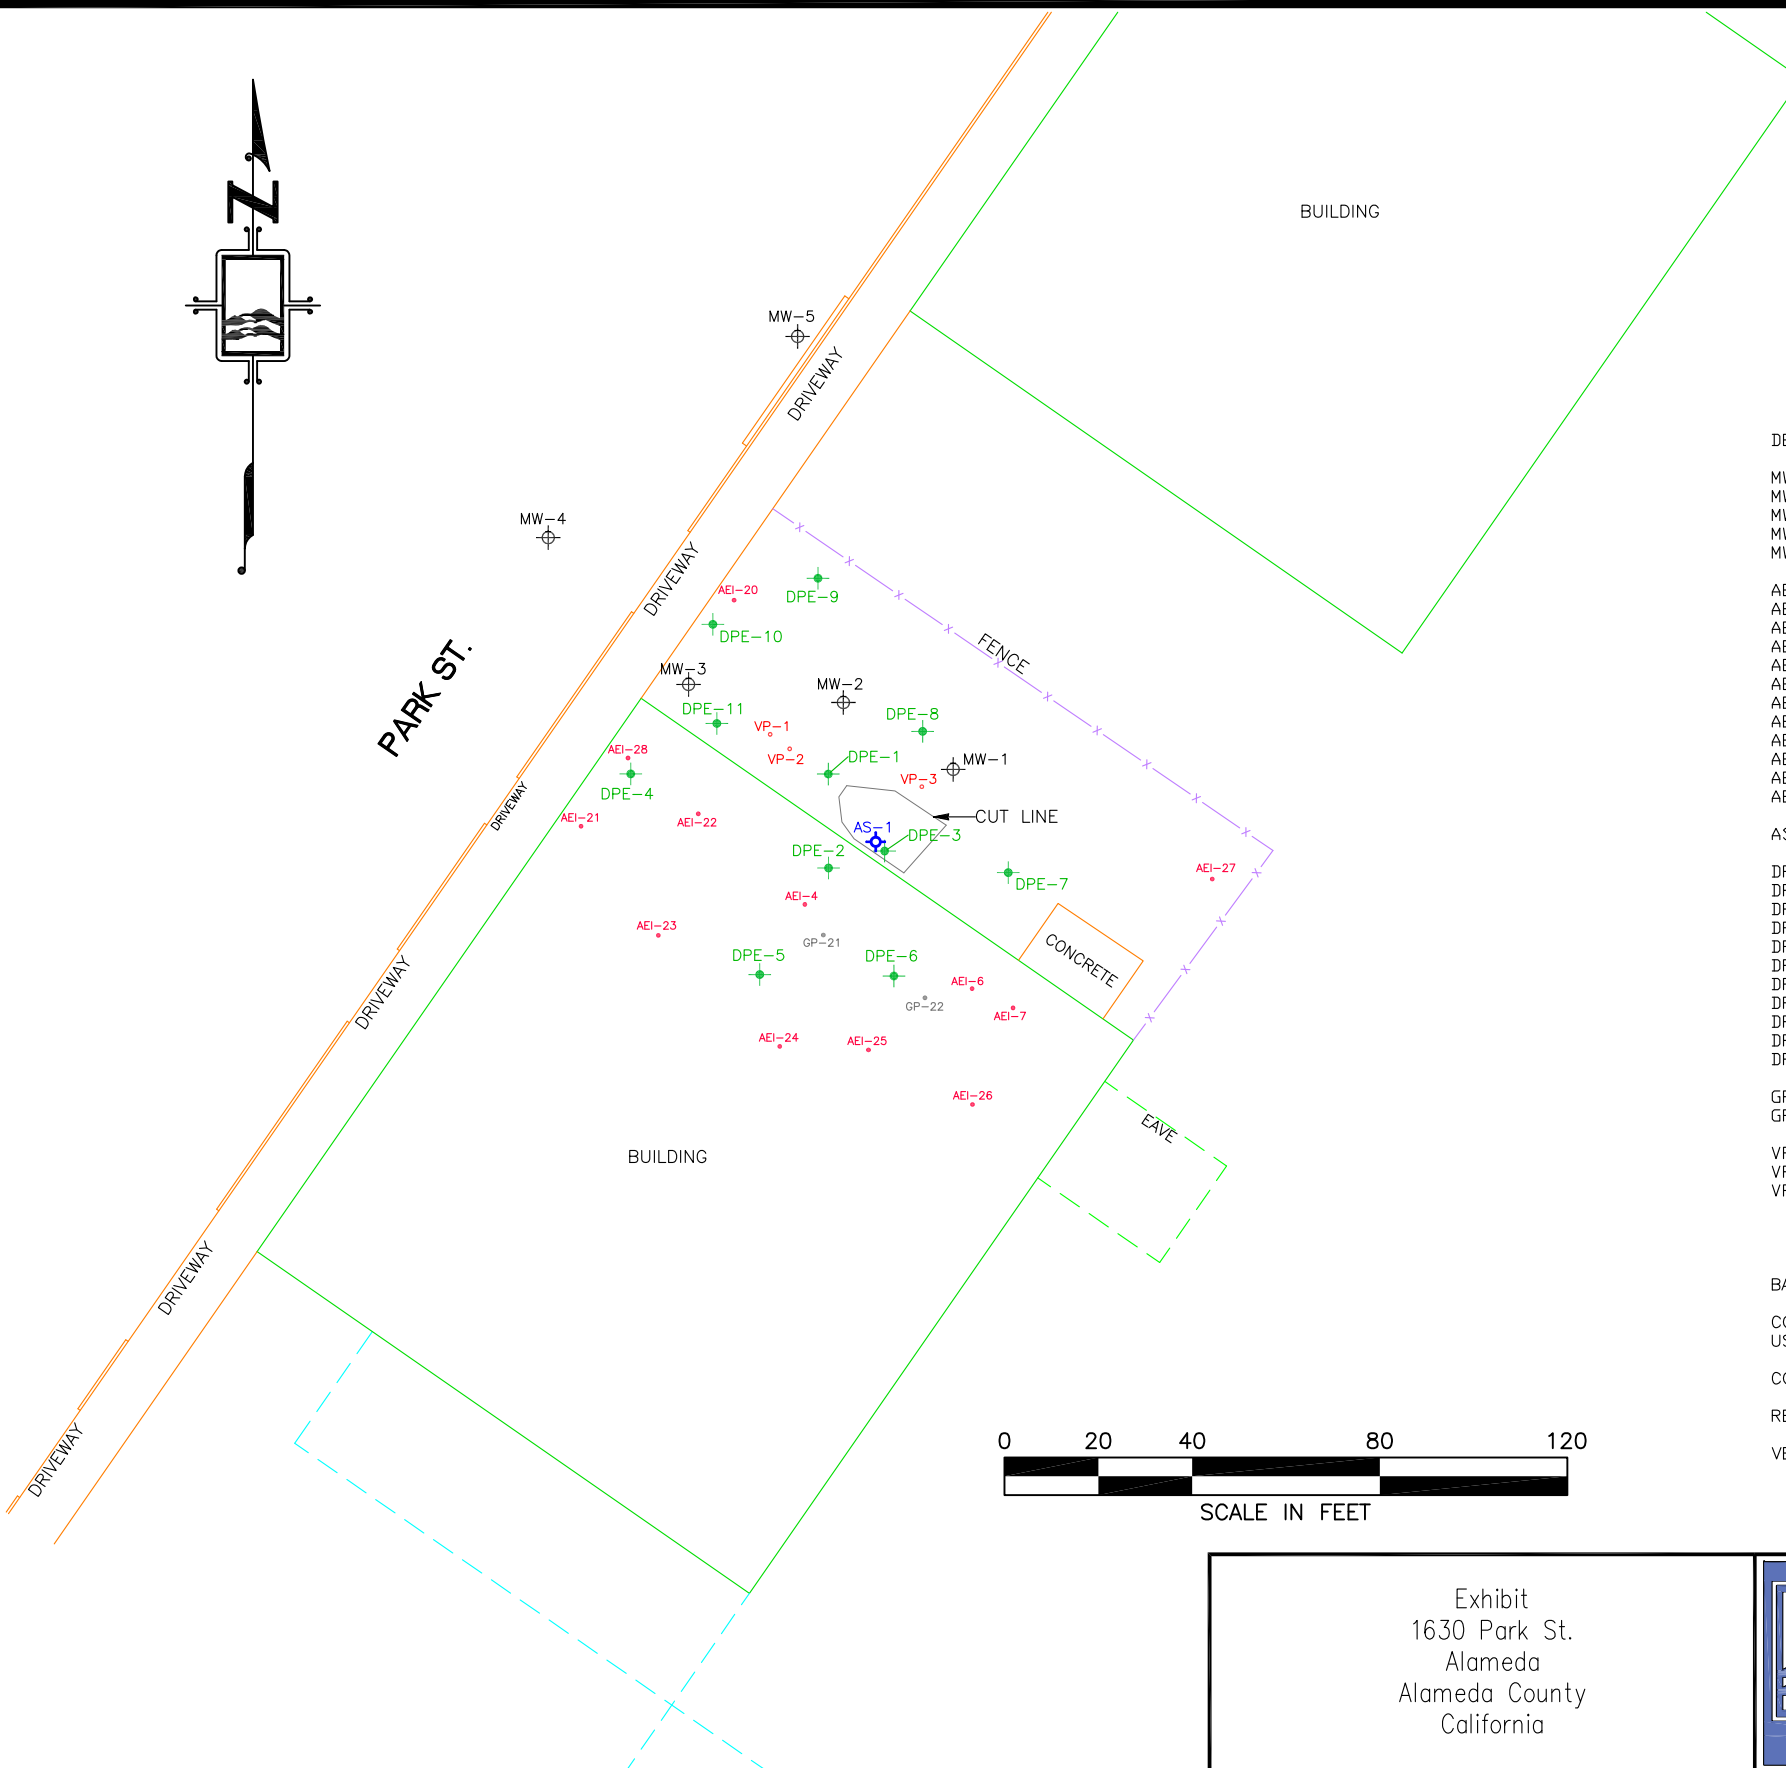 N
BUILDING
MW-5
DRIVEWAY
MW-4
DRIVEWAY
AEI-20
DPE-9
DPE-10
PARK ST.
FENCE
MW-3
MW-2
DPE-11
VP-1
DPE-8
AEI-28
VP-2
DPE-1
MW-1
DPE-4
VP-3
DRIVEWAY
AEI-21
AEI-22
CUT LINE
AS-1
DPE-3
DPE-2
DPE-7
AEI-27
AEI-4
AEI-23
GP-21
CONCRETE
DPE-5
DPE-6
AEI-6
DRIVEWAY
GP-22
AEI-7
AEI-24
AEI-25
AEI-26
EAVE
BUILDING
DRIVEWAY
DRIVEWAY
0 20 40 80 120
SCALE IN FEET
Exhibit
1630 Park St.
Alameda
Alameda County
California